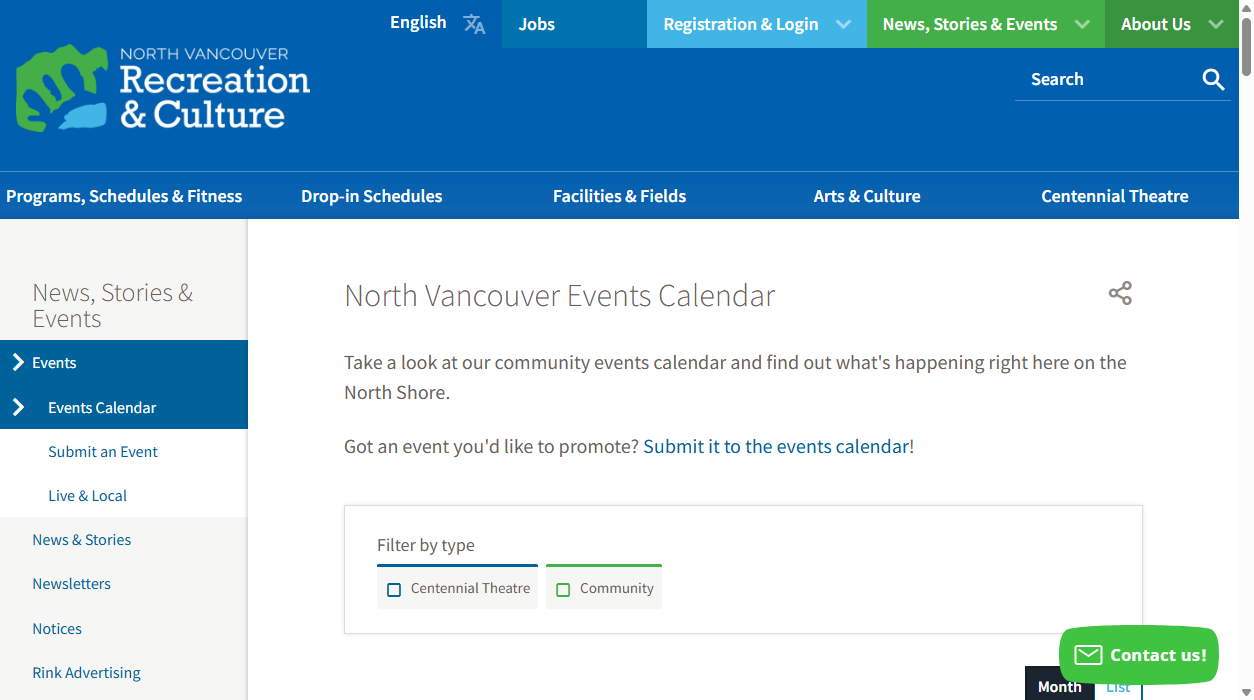 English
Jobs
Registration & Login
News, Stories & Events
About Us
NORTH VANCOUVER
Recreation
& Culture
Search
Programs, Schedules & Fitness
Drop-in Schedules
Facilities & Fields
Arts & Culture
Centennial Theatre
News, Stories &
Events
Events
Events Calendar
Submit an Event
Live & Local
News & Stories
Newsletters
Notices
Rink Advertising
North Vancouver Events Calendar
Take a look at our community events calendar and find out what's happening right here on the
North Shore.
Got an event you'd like to promote? Submit it to the events calendar!
Filter by type
Centennial Theatre
Community
Contact us!
Month
List